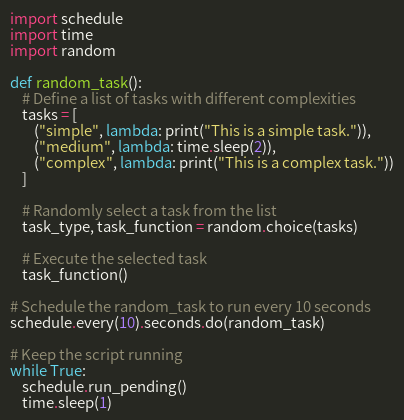 import schedule
import time
import random

def random_task():
    # Define a list of tasks with different complexities
    tasks = [
        ("simple", lambda: print("This is a simple task.")),
        ("medium", lambda: time.sleep(2)),
        ("complex", lambda: print("This is a complex task."))
    ]

    # Randomly select a task from the list
    task_type, task_function = random.choice(tasks)

    # Execute the selected task
    task_function()

# Schedule the random_task to run every 10 seconds
schedule.every(10).seconds.do(random_task)

# Keep the script running
while True:
    schedule.run_pending()
    time.sleep(1)